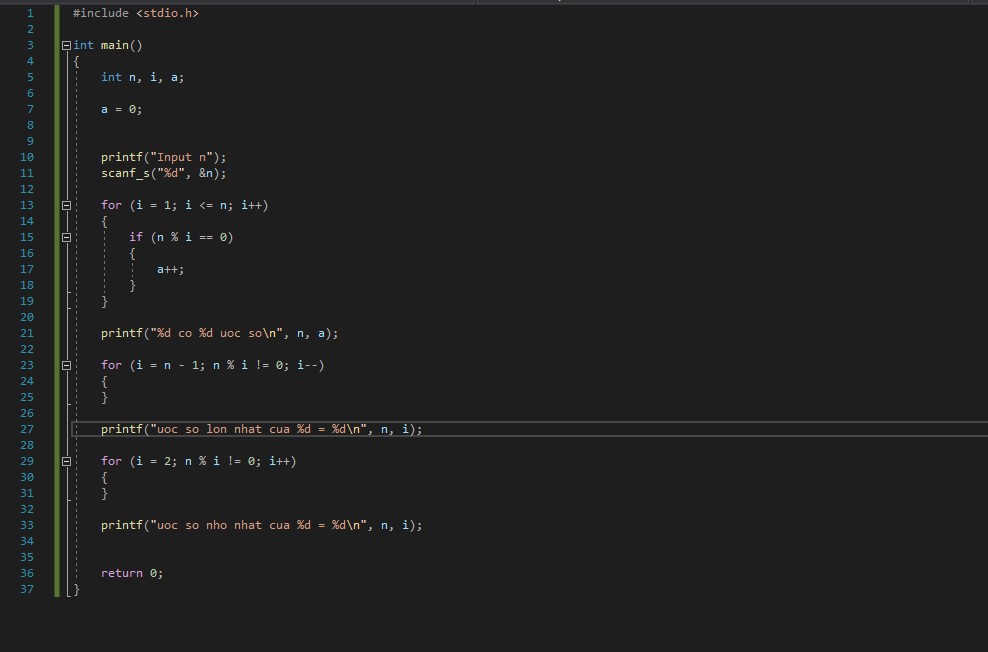 1 #include <stdio.h>
2
3 int main()
4 {
5 int n, i, a;
6
7 a = 0;
8
9
10 printf("Input n");
11 scanf_s("%d", &n);
12
13 for (i = 1; i <= n; i++)
14 {
15 if (n % i == 0)
16 {
17 a++;
18 }
19 }
20
21 printf("%d co %d uoc so\n", n, a);
22
23 for (i = n - 1; n % i != 0; i--)
24 {
25 }
26
27 printf("uoc so lon nhat cua %d = %d\n", n, i);
28
29 for (i = 2; n % i != 0; i++)
30 {
31 }
32
33 printf("uoc so nho nhat cua %d = %d\n", n, i);
34
35
36 return 0;
37 }